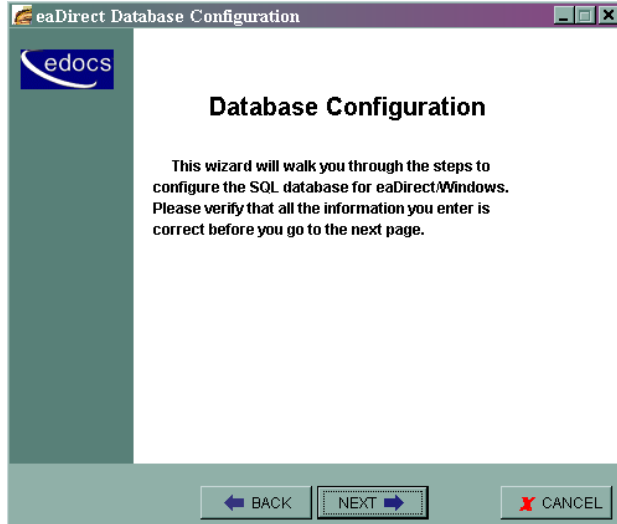 eaDirect Database Configuration
edocs
Database Configuration
This wizard will walk you through the steps to
configure the SQL database for eaDirect/Windows.
Please verify that all the information you enter is
correct before you go to the next page.
BACK
NEXT
CANCEL